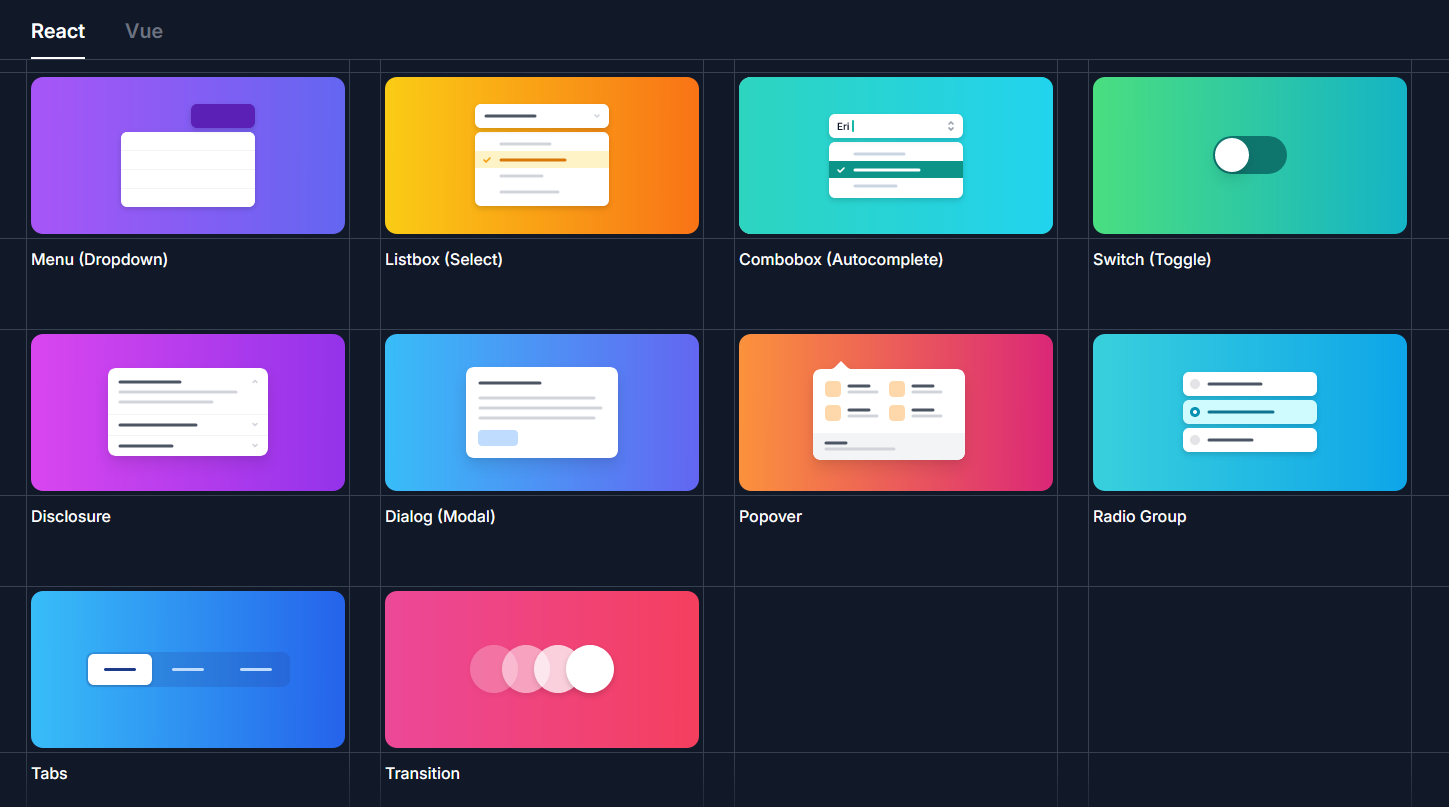 React Vue
Menu (Dropdown) Listbox (Select) Combobox (Autocomplete) Switch (Toggle)
Eri
Disclosure Dialog (Modal) Popover Radio Group
Tabs Transition